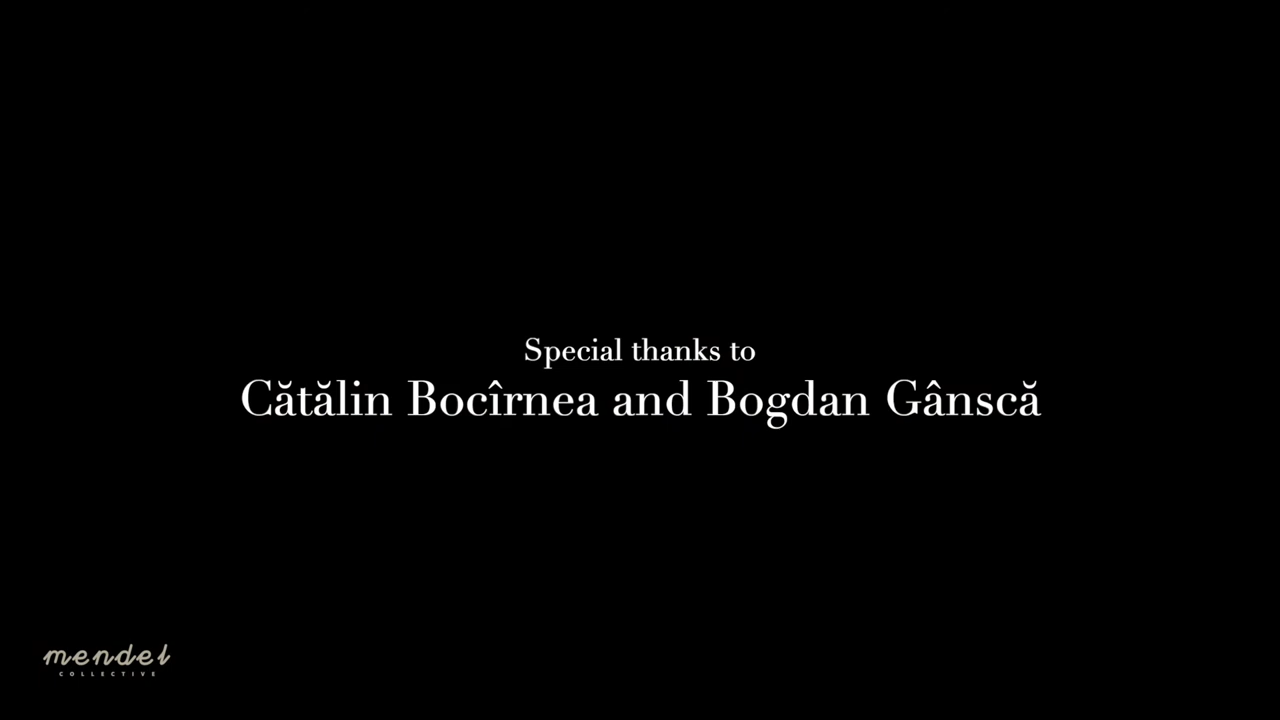 Special thanks to
Cătălin Bocîrnea and Bogdan Gânscă
mendel
COLLECTIVE